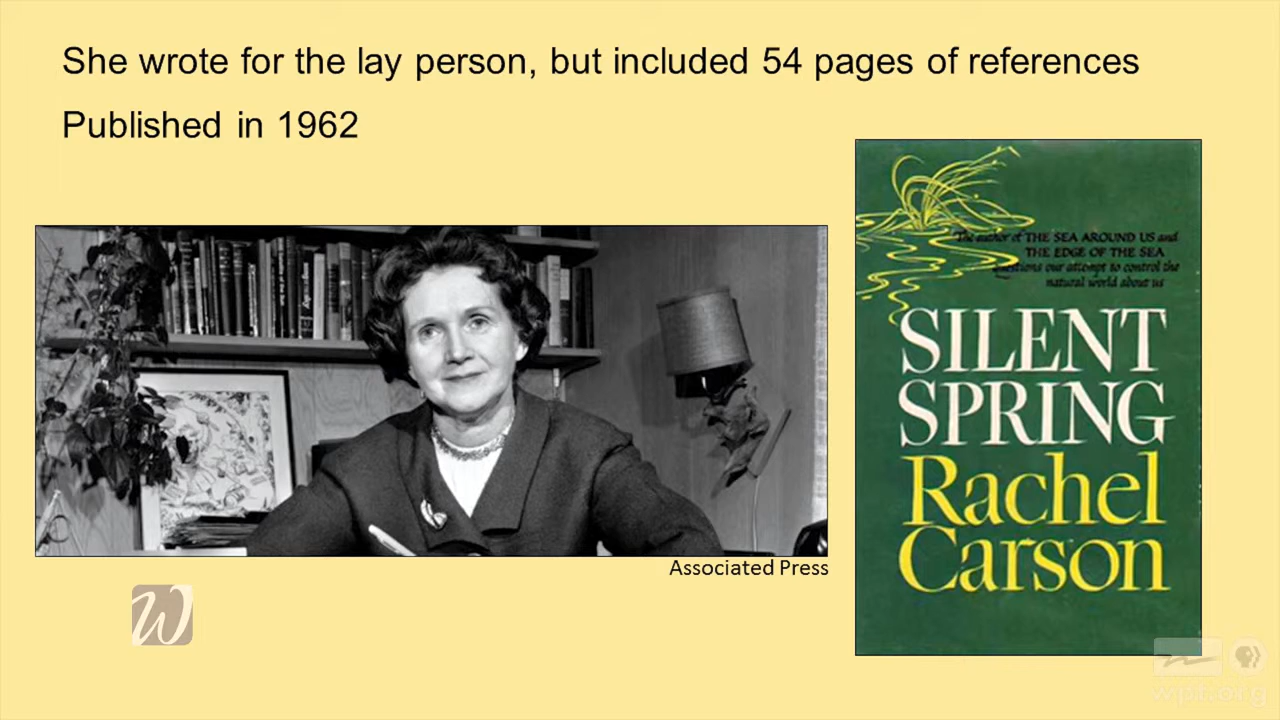 She wrote for the lay person, but included 54 pages of references
Published in 1962
The author of THE SEA AROUND US and
THE EDGE OF THE SEA
Questions our attempt to control the
natural world about us
SILENT
SPRING
Rachel
Carson
Associated Press
W
wpt.org